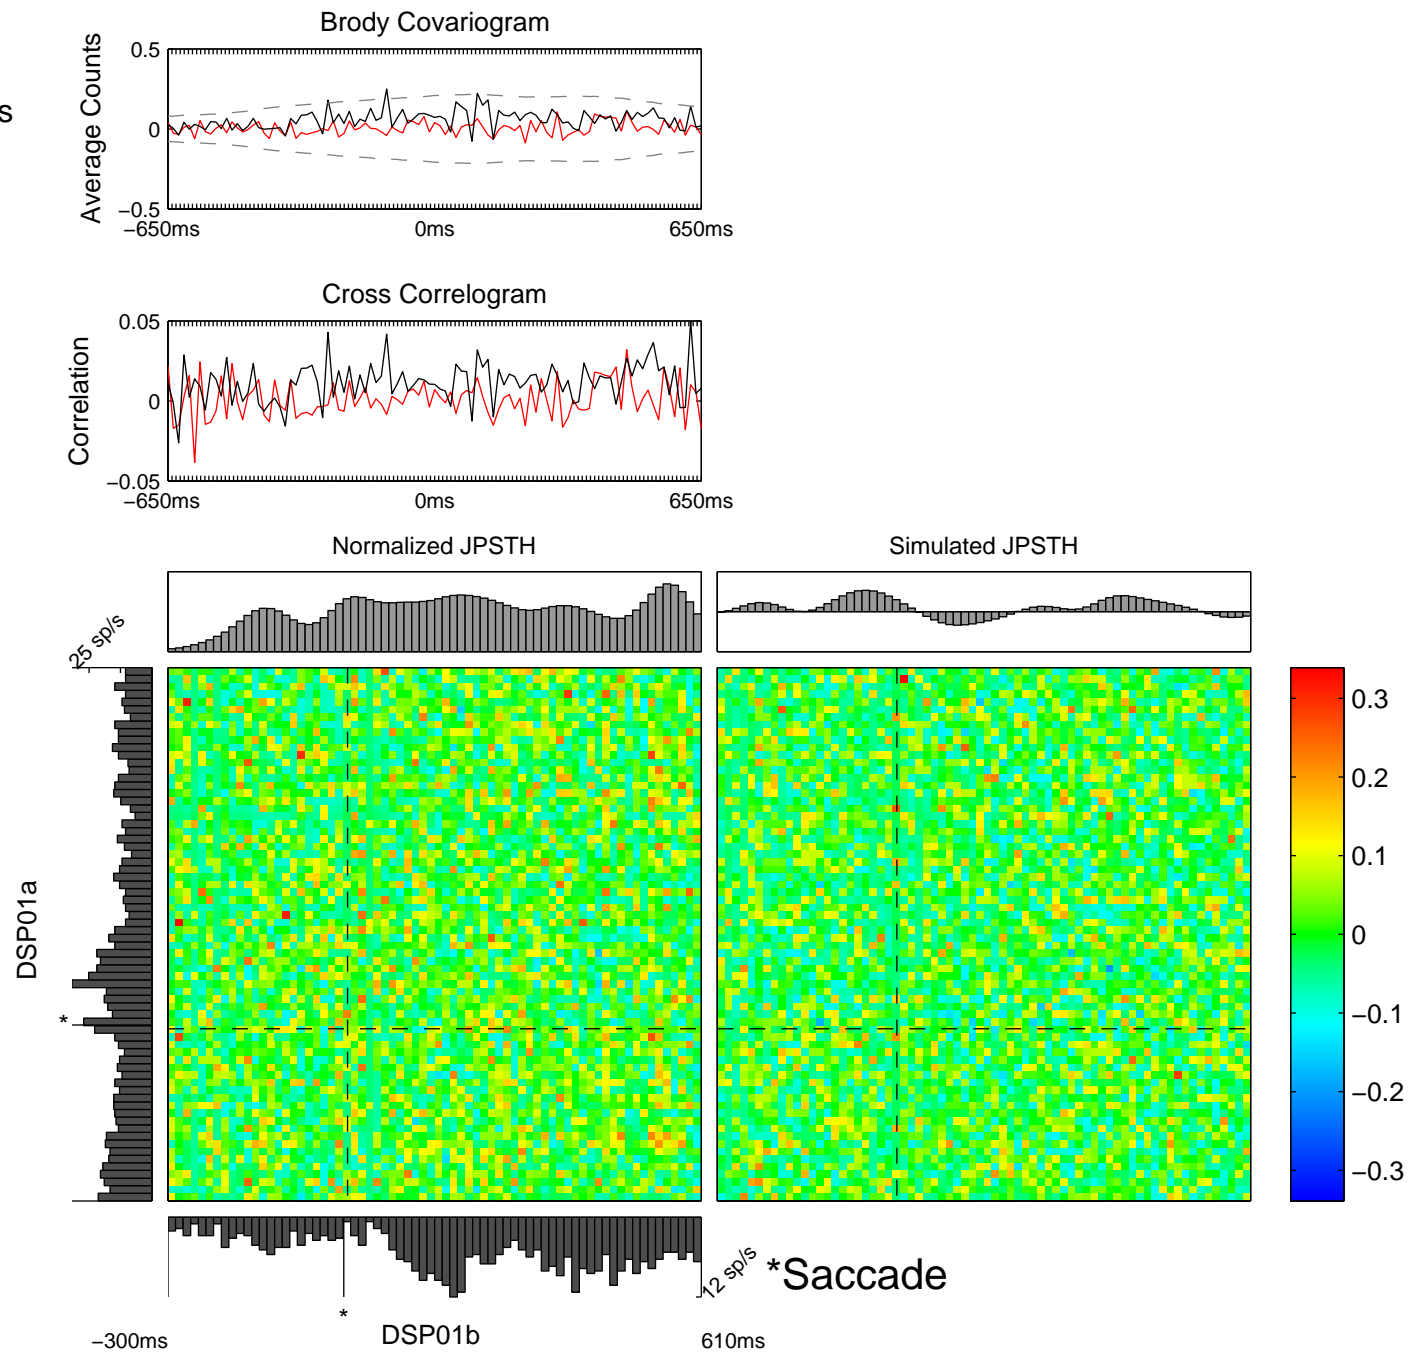 Brody Covariogram
s
Average Counts
0.5
0
−0.5
−650ms
0ms
650ms
Cross Correlogram
Correlation
0.05
0
−0.05
−650ms
0ms
650ms
Normalized JPSTH
Simulated JPSTH
25 sp/s
DSP01a
*
0.3
0.2
0.1
0
−0.1
−0.2
−0.3
12 sp/s
*Saccade
*
−300ms
DSP01b
610ms